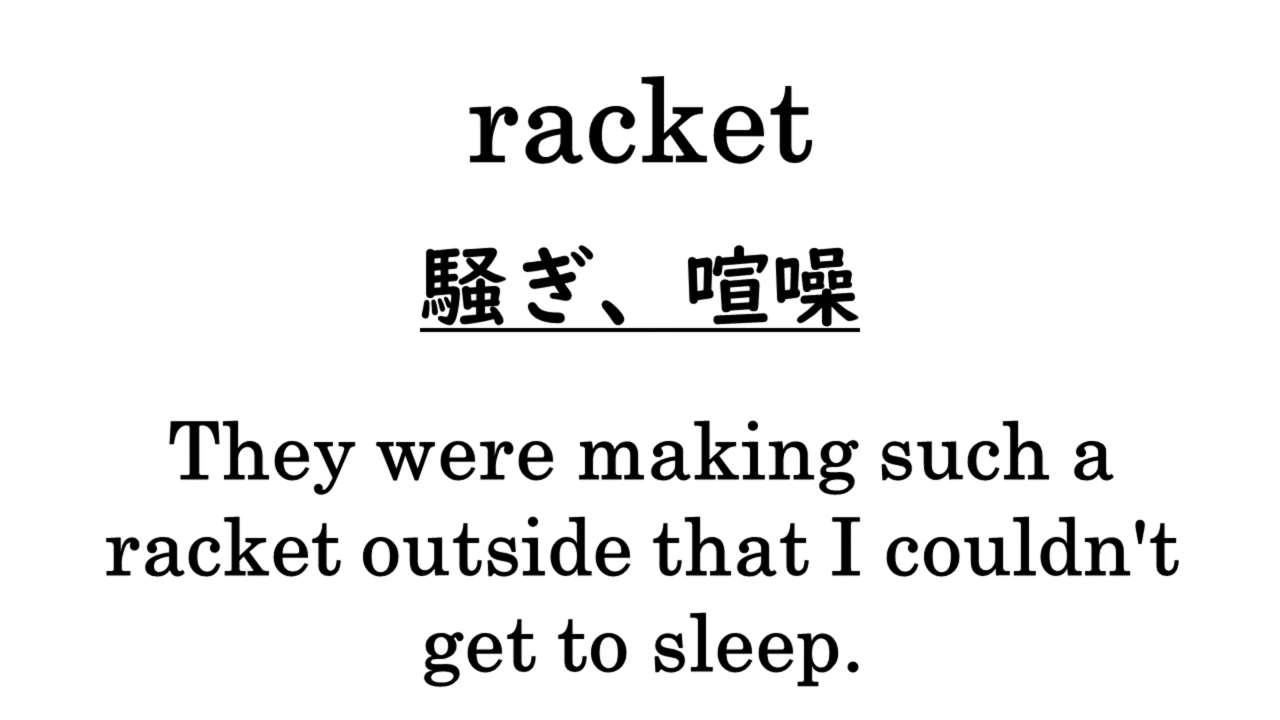 racket
騒ぎ、喧噪
They were making such a
racket outside that I couldn't
get to sleep.